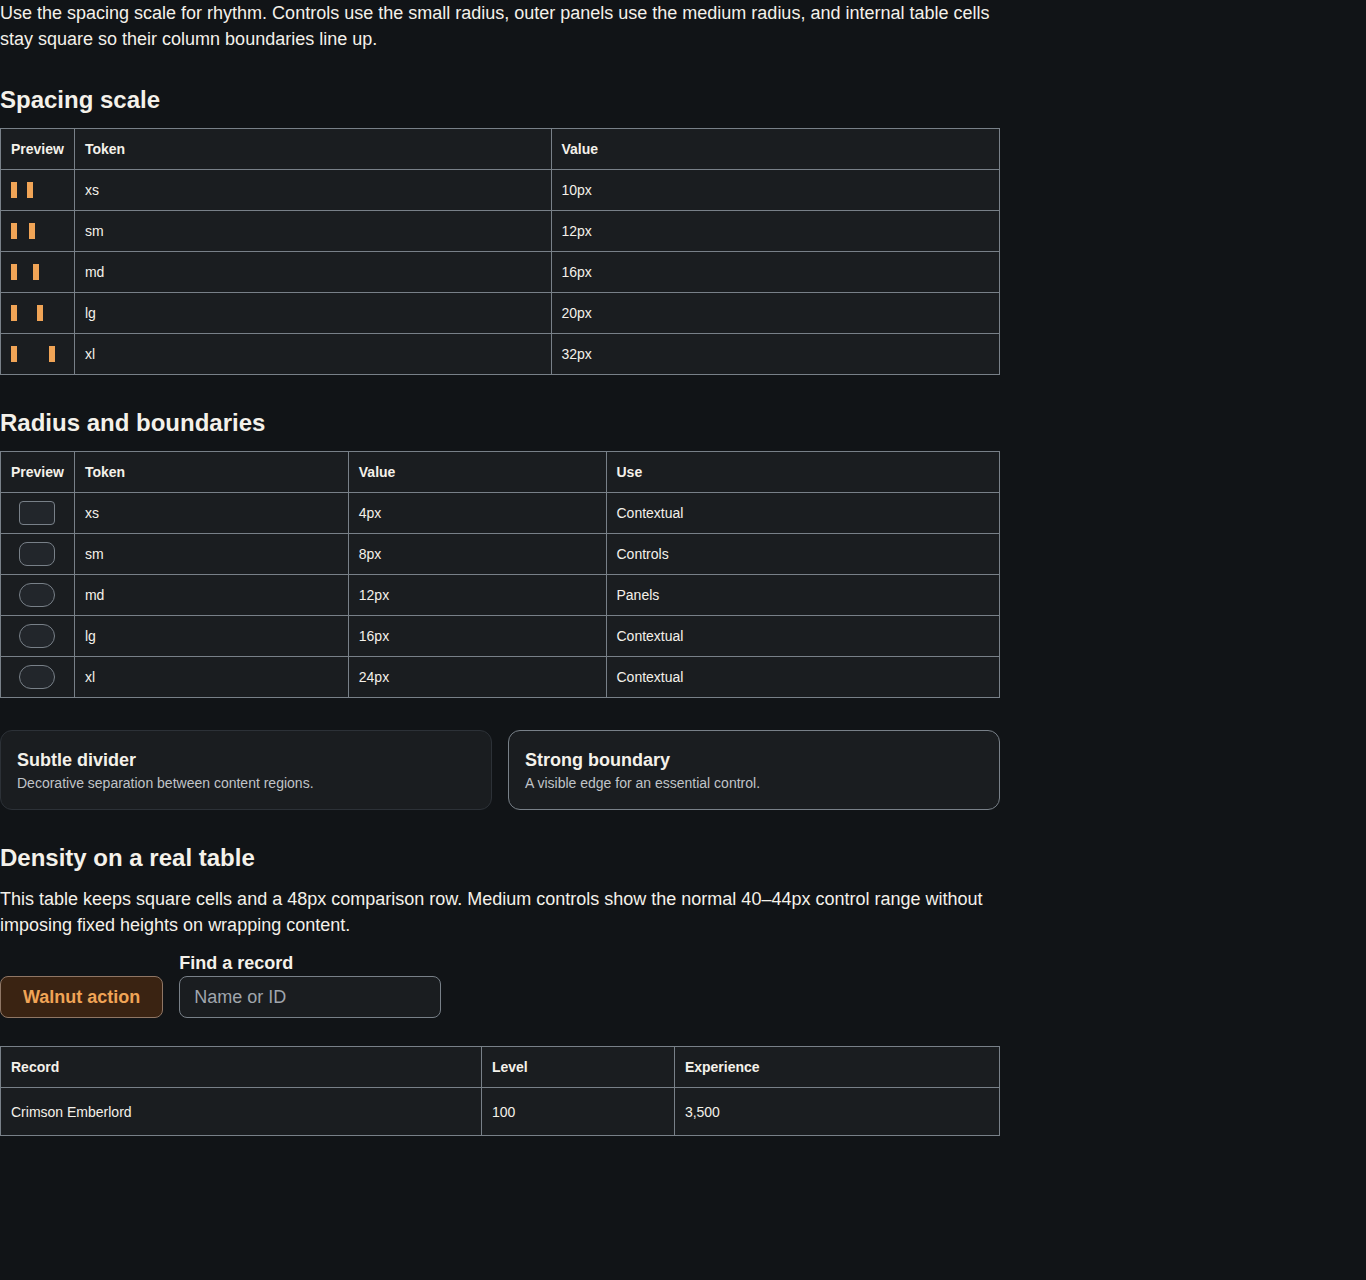 Use the spacing scale for rhythm. Controls use the small radius, outer panels use the medium radius, and internal table cells
stay square so their column boundaries line up.
Spacing scale
Preview Token Value
xs 10px
sm 12px
md 16px
lg 20px
xl 32px
Radius and boundaries
Preview Token Value Use
xs 4px Contextual
sm 8px Controls
md 12px Panels
lg 16px Contextual
xl 24px Contextual
Subtle divider
Decorative separation between content regions.
Strong boundary
A visible edge for an essential control.
Density on a real table
This table keeps square cells and a 48px comparison row. Medium controls show the normal 40–44px control range without
imposing fixed heights on wrapping content.
Find a record
Walnut action Name or ID
Record Level Experience
Crimson Emberlord 100 3,500